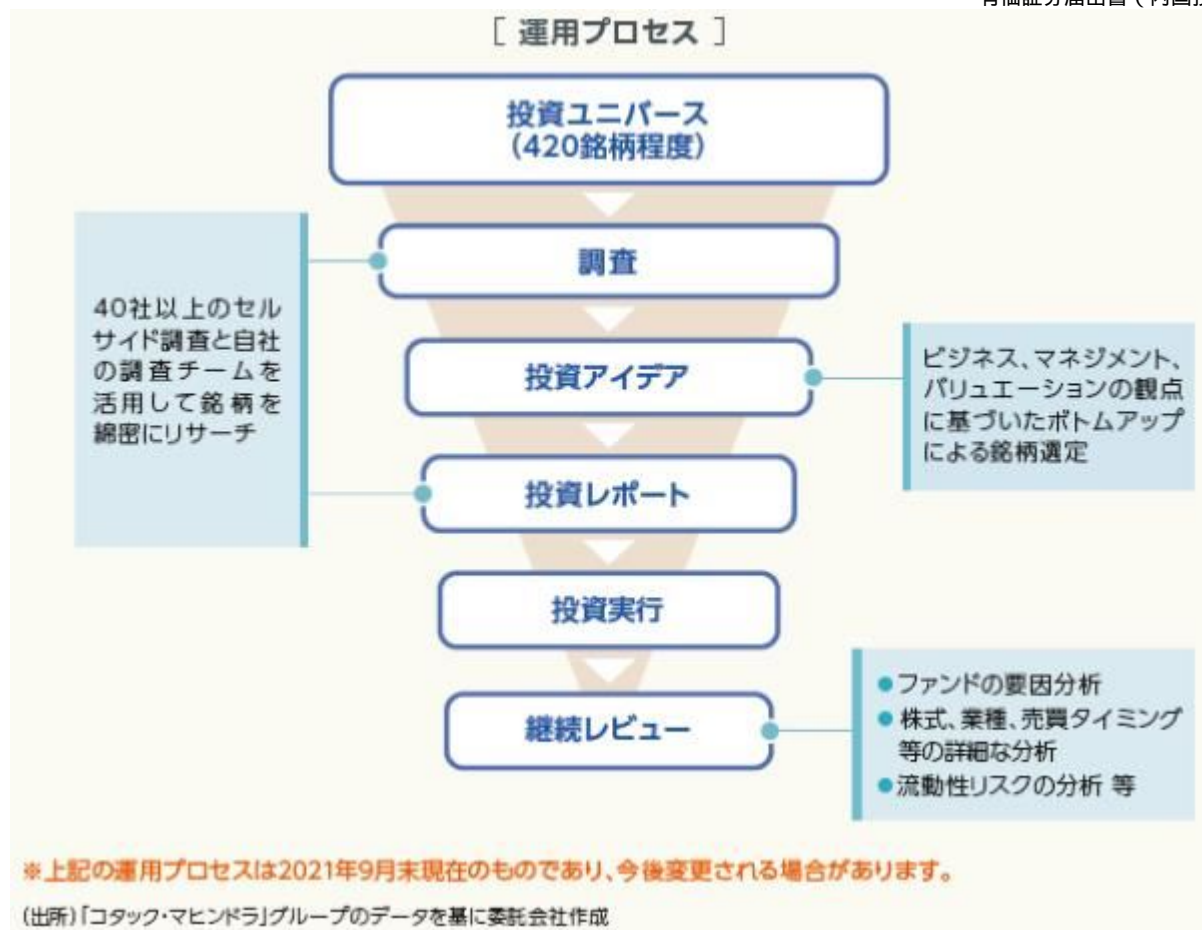 [ 運用プロセス ]
投資ユニバース
(420銘柄程度)
調査
40社以上のセル
サイド調査と自社
の調査チームを
活用して銘柄を
綿密にリサーチ
投資アイデア
ビジネス、マネジメント、
バリュエーションの観点
に基づいたボトムアップ
による銘柄選定
投資レポート
投資実行
継続レビュー
●ファンドの要因分析
●株式、業種、売買タイミング
等の詳細な分析
●流動性リスクの分析 等
※上記の運用プロセスは2021年9月末現在のものであり、今後変更される場合があります。
(出所)「コタック・マヒンドラ」グループのデータを基に委託会社作成